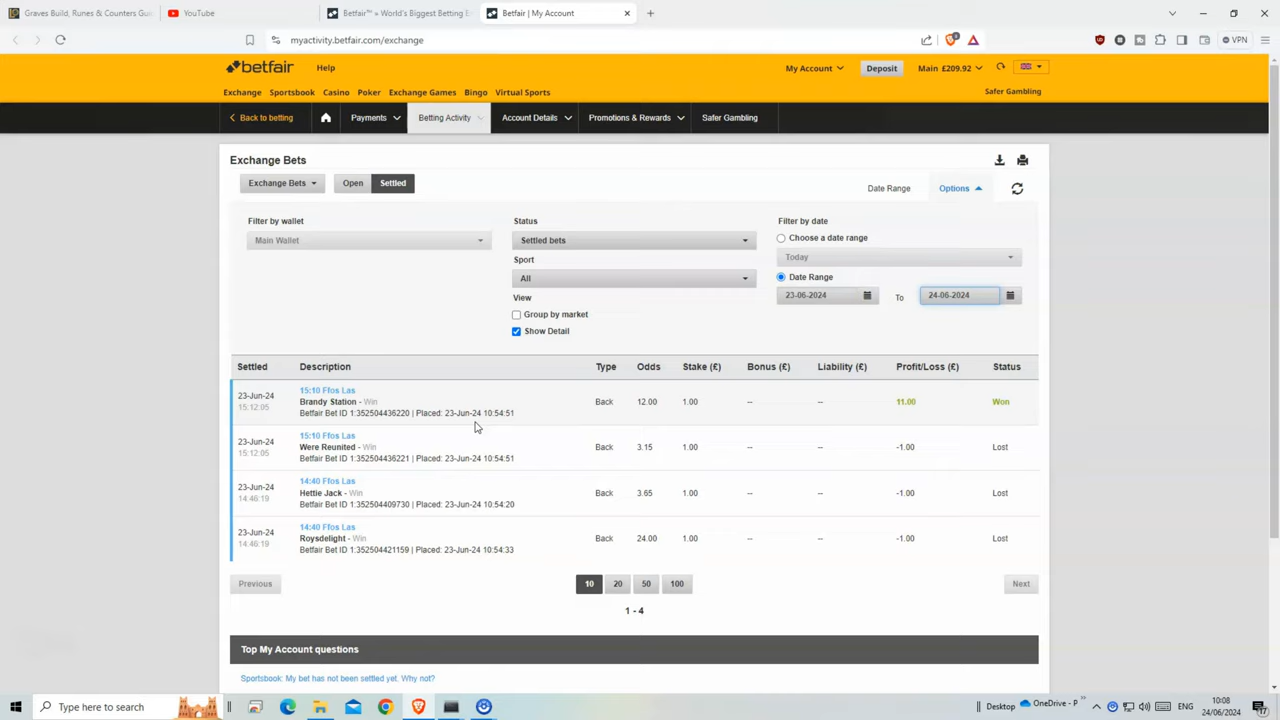 Graves Build, Runes & Counters Gui
YouTube
Betfair™ » World's Biggest Betting E
Betfair | My Account
myactivity.betfair.com/exchange
VPN
betfair
Help
My Account
Deposit
Main £209.92
Exchange Sportsbook Casino Poker Exchange Games Bingo Virtual Sports
Safer Gambling
Back to betting
Payments
Betting Activity
Account Details
Promotions & Rewards
Safer Gambling
Exchange Bets
Exchange Bets
Open
Settled
Date Range
Options
Filter by wallet
Main Wallet
Status
Settled bets
Sport
All
View
Group by market
Show Detail
Filter by date
Choose a date range
Today
Date Range
23-06-2024
To
24-06-2024
Settled Description Type Odds Stake (£) Bonus (£) Liability (£) Profit/Loss (£) Status
15:10 Ffos Las
23-Jun-24 Brandy Station - Win Back 12.00 1.00 -- -- 11.00 Won
15:12:05 Betfair Bet ID 1:352504436220 | Placed: 23-Jun-24 10:54:51
15:10 Ffos Las
23-Jun-24 Were Reunited - Win Back 3.15 1.00 -- -- -1.00 Lost
15:12:05 Betfair Bet ID 1:352504436221 | Placed: 23-Jun-24 10:54:51
14:40 Ffos Las
23-Jun-24 Hettie Jack - Win Back 3.65 1.00 -- -- -1.00 Lost
14:46:19 Betfair Bet ID 1:352504409730 | Placed: 23-Jun-24 10:54:20
14:40 Ffos Las
23-Jun-24 Roysdelight - Win Back 24.00 1.00 -- -- -1.00 Lost
14:46:19 Betfair Bet ID 1:352504421159 | Placed: 23-Jun-24 10:54:33
Previous
10 20 50 100
Next
1 - 4
Top My Account questions
Sportsbook: My bet has not been settled yet. Why not?
Type here to search
Desktop
OneDrive - P
ENG
10:08
24/06/2024
17